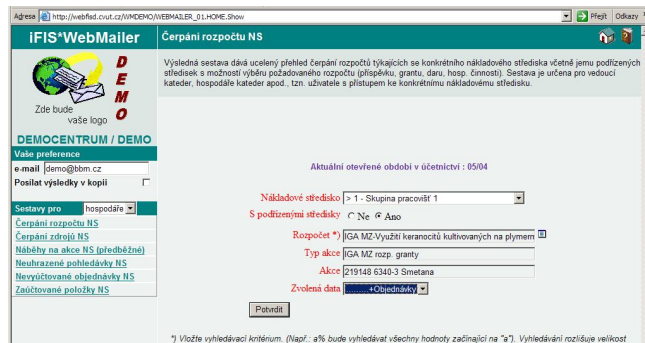 Adresa http://webfisd.cvut.cz/WMDEMO/WEBMAILER_01.HOME.Show Přejít Odkazy
iFIS*WebMailer
Čerpání rozpočtu NS
DEMO
Zde bude
vaše logo
DEMOCENTRUM / DEMO
Vaše preference
e-mail demo@bbm.cz
Posílat výsledky v kopii
Sestavy pro hospodáře
Čerpání rozpočtu NS
Čerpání zdrojů NS
Náběhy na akce NS (předběžné)
Neuhrazené pohledávky NS
Nevyúčtované objednávky NS
Zaúčtované položky NS
Výsledná sestava dává ucelený přehled čerpání rozpočtů týkajících se konkrétního nákladového střediska včetně jemu podřízených
středisek s možností výběru požadovaného rozpočtu (příspěvku, grantu, daru, hosp. činnosti). Sestava je určena pro vedoucí
kateder, hospodáře kateder apod., tzn. uživatele s přístupem ke konkrétnímu nákladovému středisku.
Aktuální otevřené období v účetnictví : 05/04
Nákladové středisko > 1 - Skupina pracovišť 1
S podřízenými středisky Ne Ano
Rozpočet *) IGA MZ-Využití keranocitů kultivovaných na plymem
Typ akce IGA MZ rozp. granty
Akce 219148 6340-3 Smetana
Zvolená data .........+Objednávky
Potvrdit
*) Vložte vyhledávací kritérium. (Např.: a% bude vyhledávat všechny hodnoty začínající na "a"). Vyhledávání rozlišuje velikost